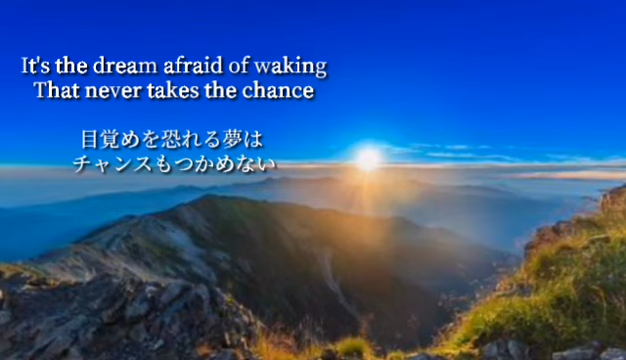 It's the dream afraid of waking
That never takes the chance
目覚めを恐れる夢は
チャンスもつかめない